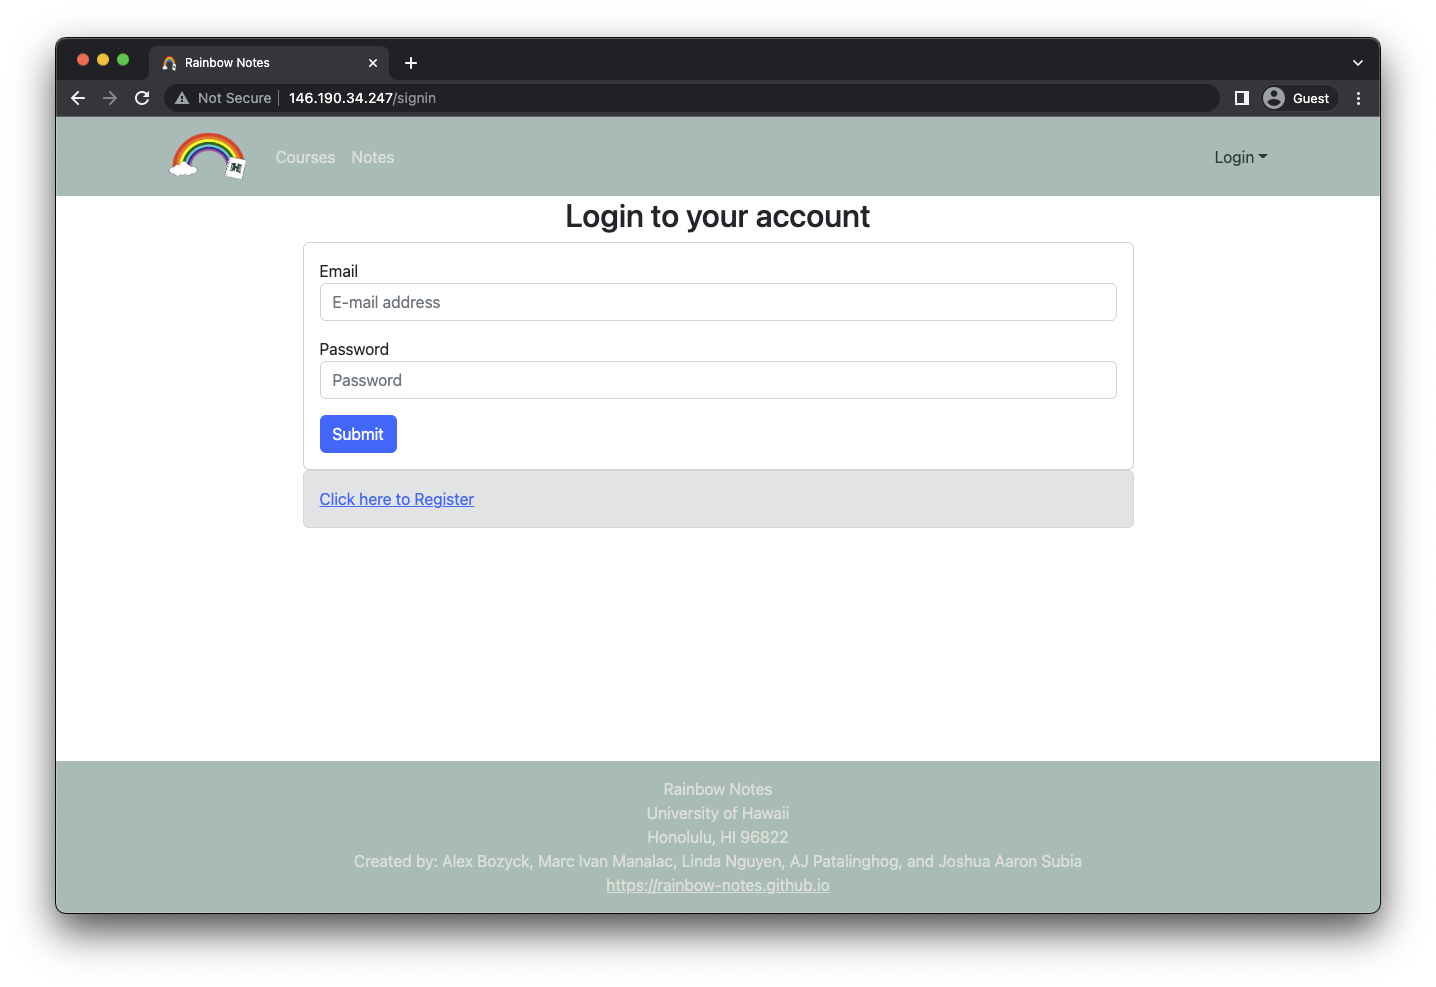 Rainbow Notes
Not Secure 146.190.34.247/signin Guest
Courses Notes Login
Login to your account
Email
E-mail address
Password
Password
Submit
Click here to Register
Rainbow Notes
University of Hawaii
Honolulu, HI 96822
Created by: Alex Bozyck, Marc Ivan Manalac, Linda Nguyen, AJ Patalinghog, and Joshua Aaron Subia
https://rainbow-notes.github.io